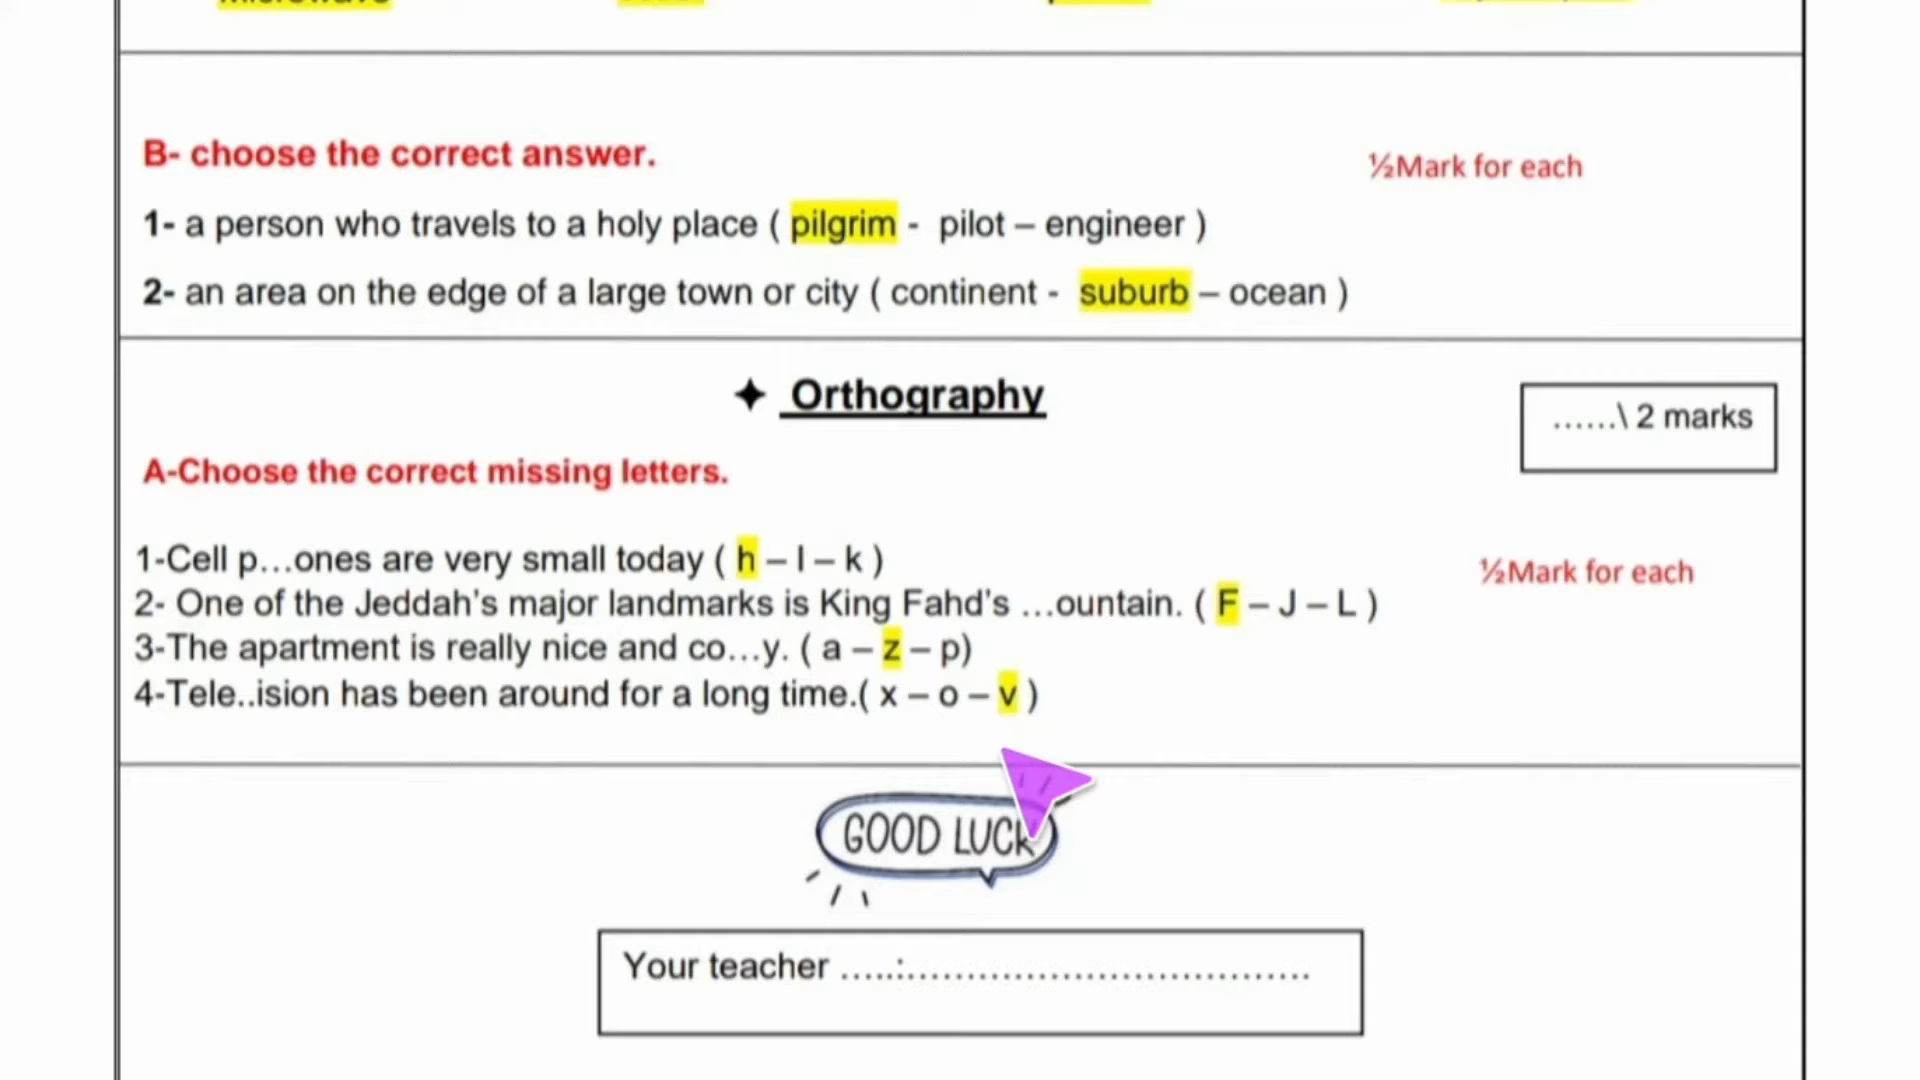 B- choose the correct answer.
½Mark for each
1- a person who travels to a holy place ( pilgrim - pilot – engineer )
2- an area on the edge of a large town or city ( continent - suburb – ocean )
✦ Orthography
......\ 2 marks
A-Choose the correct missing letters.
1-Cell p...ones are very small today ( h – l – k )
½Mark for each
2- One of the Jeddah's major landmarks is King Fahd's ...ountain. ( F – J – L )
3-The apartment is really nice and co...y. ( a – z – p)
4-Tele..ision has been around for a long time.( x – o – v )
GOOD LUCK
Your teacher .....:.................................